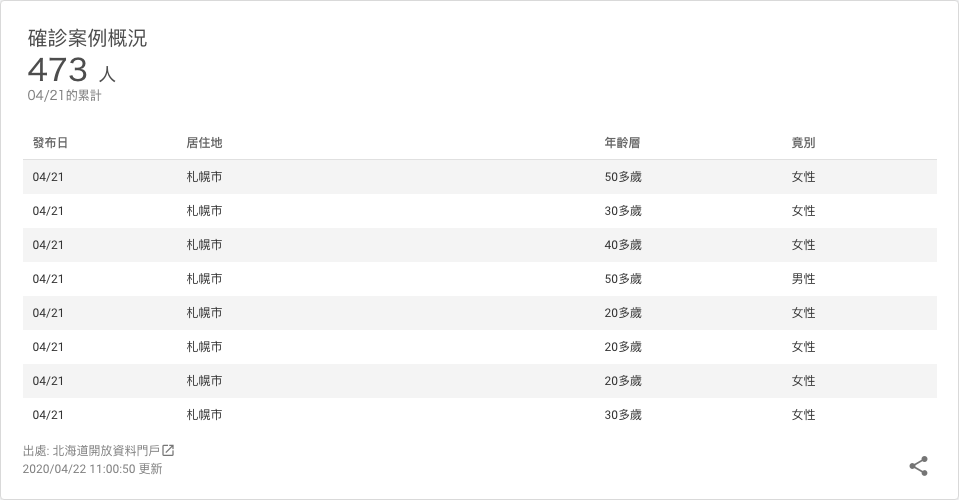 確診案例概況
473 人
04/21的累計
發布日 居住地 年齡層 竟別
04/21 札幌市 50多歲 女性
04/21 札幌市 30多歲 女性
04/21 札幌市 40多歲 女性
04/21 札幌市 50多歲 男性
04/21 札幌市 20多歲 女性
04/21 札幌市 20多歲 女性
04/21 札幌市 20多歲 女性
04/21 札幌市 30多歲 女性
出處: 北海道開放資料門戶
2020/04/22 11:00:50 更新